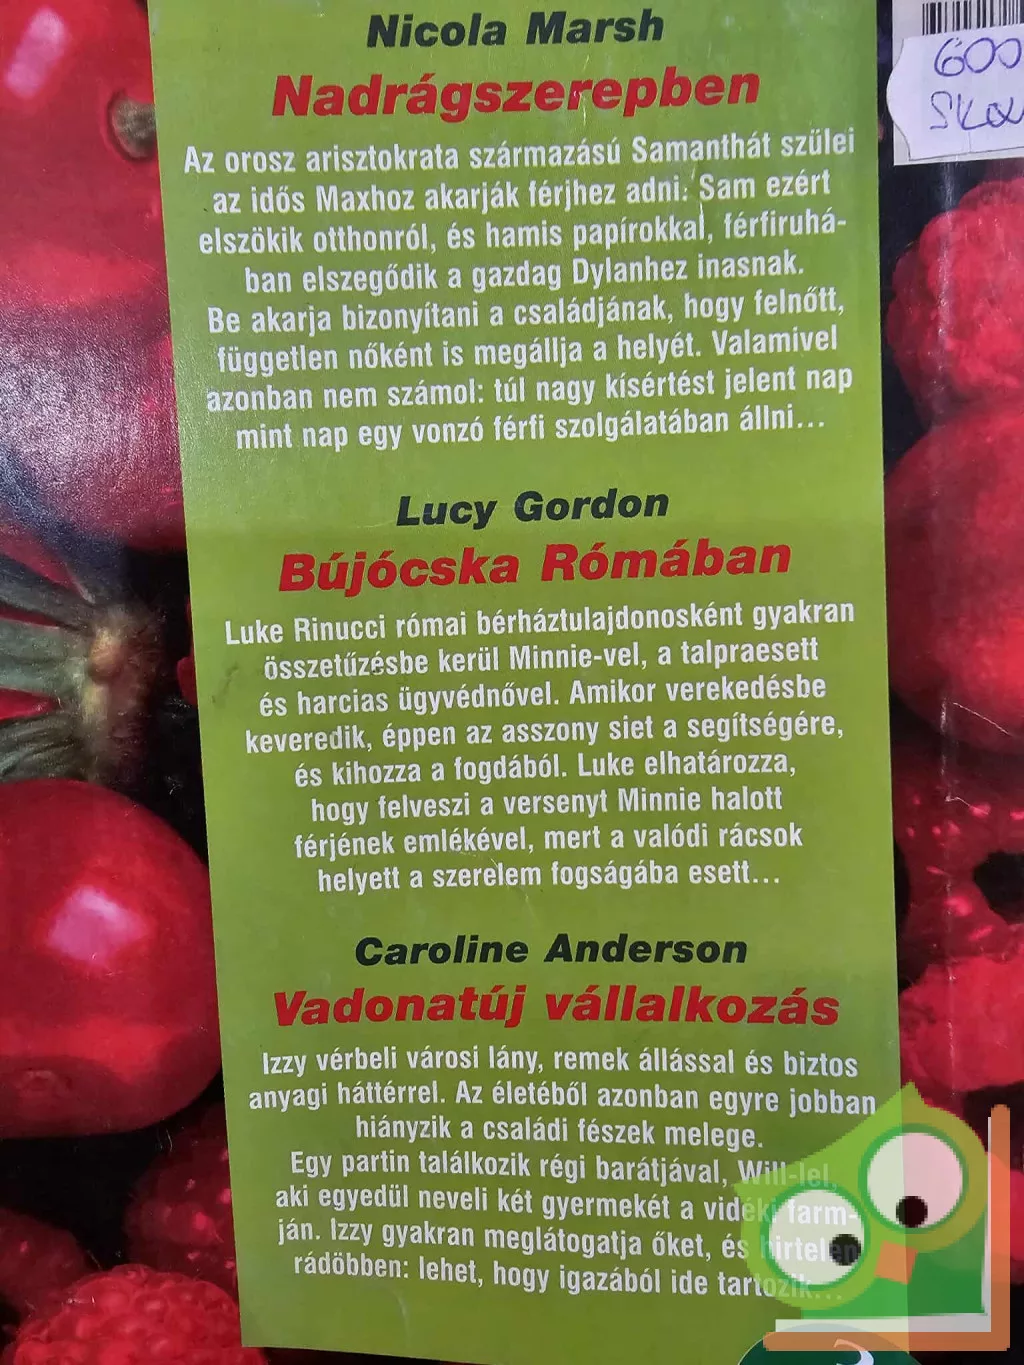 Nicola Marsh
Nadrágszerepben
600
Az orosz arisztokrata származású Samanthát szülei
az idős Maxhoz akarják férjhez adni. Sam ezért
elszökik otthonról, és hamis papírokkal, férfiruhá-
ban elszegődik a gazdag Dylanhez inasnak.
Be akarja bizonyítani a családjának, hogy felnőtt,
független nőként is megállja a helyét. Valamivel
azonban nem számol: túl nagy kísértést jelent nap
mint nap egy vonzó férfi szolgálatában állni...
Lucy Gordon
Bújócska Rómában
Luke Rinucci római bérháztulajdonosként gyakran
összetűzésbe kerül Minnie-vel, a talpraesett
és harcias ügyvédnővel. Amikor verekedésbe
keveredik, éppen az asszony siet a segítségére,
és kihozza a fogdából. Luke elhatározza,
hogy felveszi a versenyt Minnie halott
férjének emlékével, mert a valódi rácsok
helyett a szerelem fogságába esett...
Caroline Anderson
Vadonatúj vállalkozás
Izzy vérbeli városi lány, remek állással és biztos
anyagi háttérrel. Az életéből azonban egyre jobban
hiányzik a családi fészek melege.
Egy partin találkozik régi barátjával, Will-lel,
aki egyedül neveli két gyermekét a vidéki farm-
ján. Izzy gyakran meglátogatja őket, és hirtelen
rádöbben: lehet, hogy igazából ide tartozik...